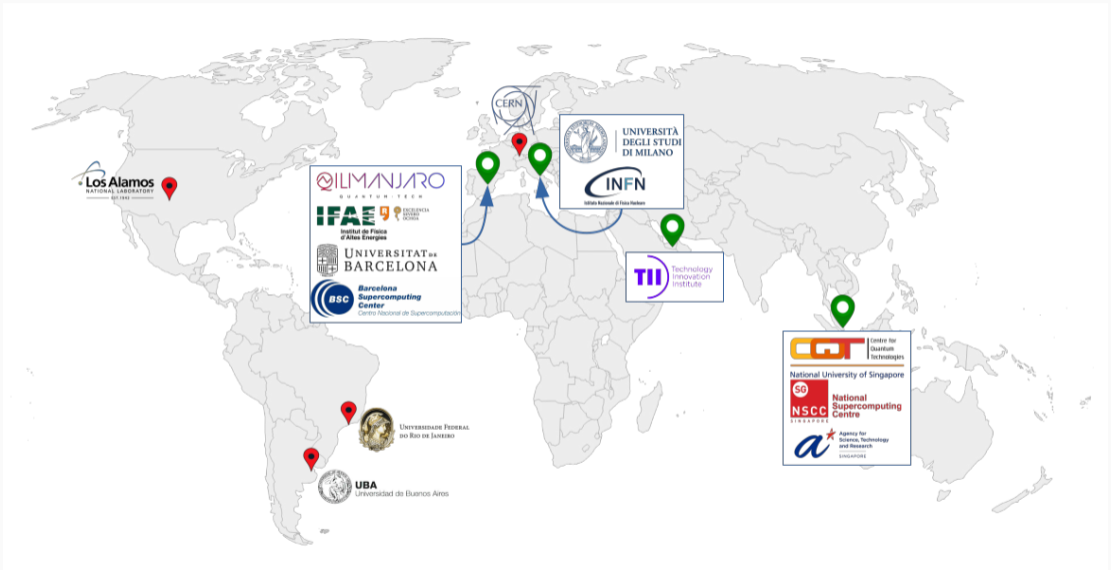 CERN
UNIVERSITÀ
DEGLI STUDI
DI MILANO
INFN
Istituto Nazionale di Fisica Nucleare
Los Alamos
NATIONAL LABORATORY
EST. 1943
QILIMANJARO
QUANTUM · TECH
IFAE
EXCELENCIA
SEVERO
OCHOA
Institut de Física
d'Altes Energies
UNIVERSITAT DE
BARCELONA
BSC
Barcelona
Supercomputing
Center
Centro Nacional de Supercomputación
TII
Technology
Innovation
Institute
CQT
Centre for
Quantum
Technologies
National University of Singapore
SG
NSCC
SINGAPORE
National
Supercomputing
Centre
Agency for
Science, Technology
and Research
SINGAPORE
UNIVERSIDADE FEDERAL
DO RIO DE JANEIRO
UBA
Universidad de Buenos Aires